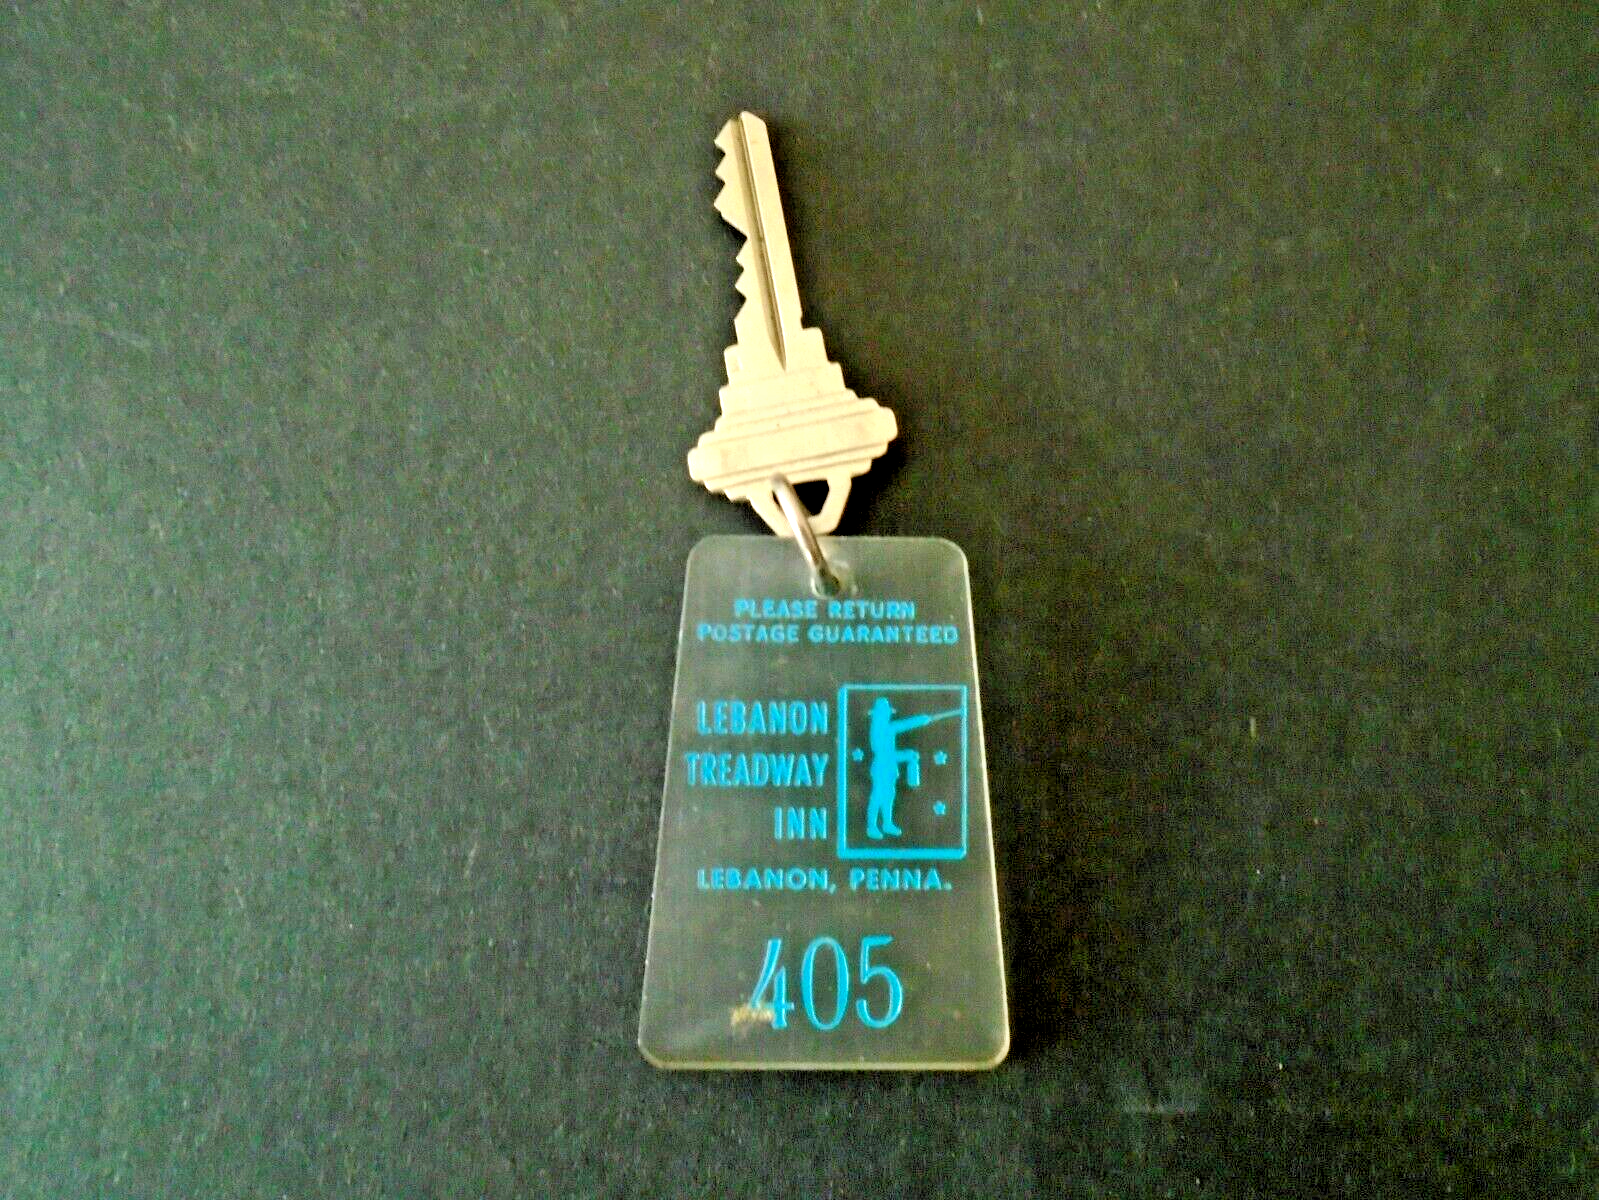 PLEASE RETURN
POSTAGE GUARANTEED
LEBANON
TREADWAY
INN
LEBANON, PENNA.
405